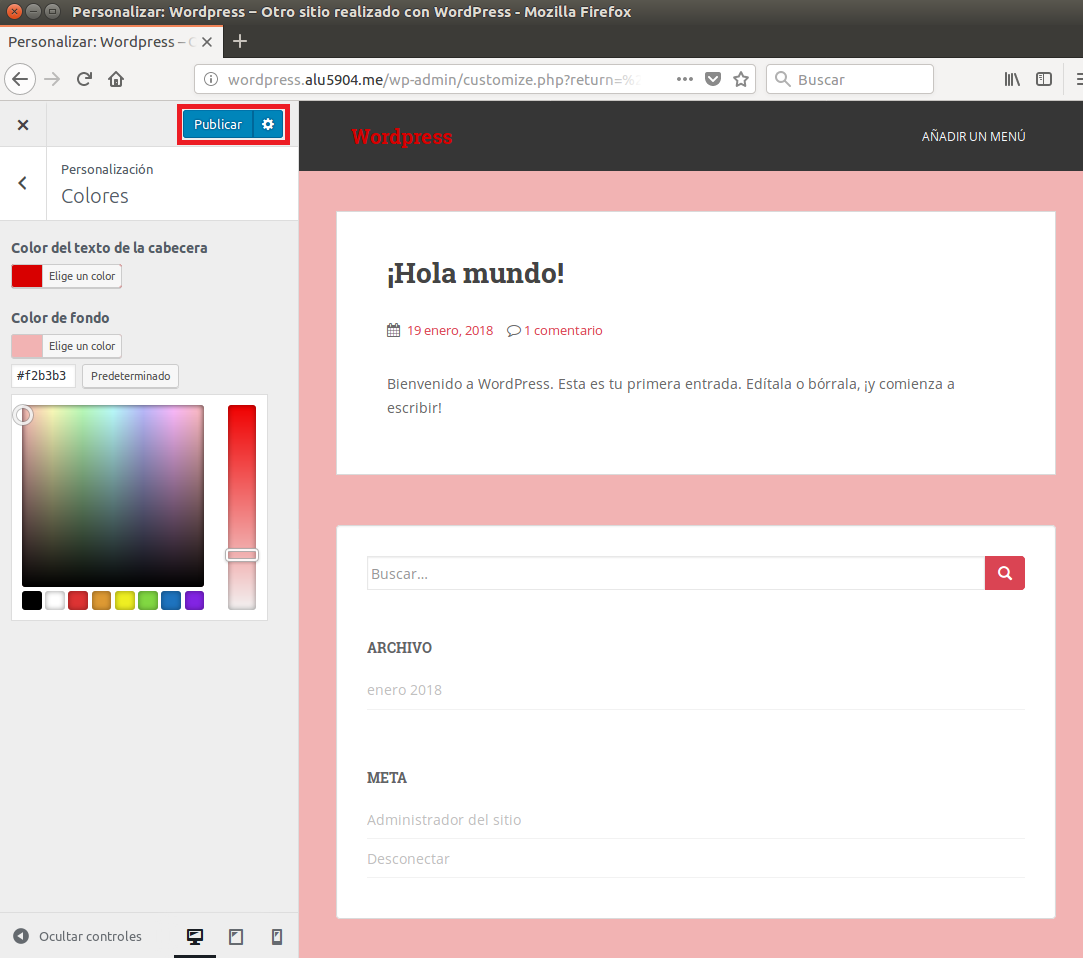 Personalizar: Wordpress – Otro sitio realizado con WordPress - Mozilla Firefox
Personalizar: Wordpress –
wordpress.alu5904.me/wp-admin/customize.php?return=%
Buscar
Publicar
Wordpress
AÑADIR UN MENÚ
Personalización
Colores
Color del texto de la cabecera
Elige un color
Color de fondo
Elige un color
#f2b3b3
Predeterminado
¡Hola mundo!
19 enero, 2018
1 comentario
Bienvenido a WordPress. Esta es tu primera entrada. Edítala o bórrala, ¡y comienza a
escribir!
Buscar…
ARCHIVO
enero 2018
META
Administrador del sitio
Desconectar
Ocultar controles